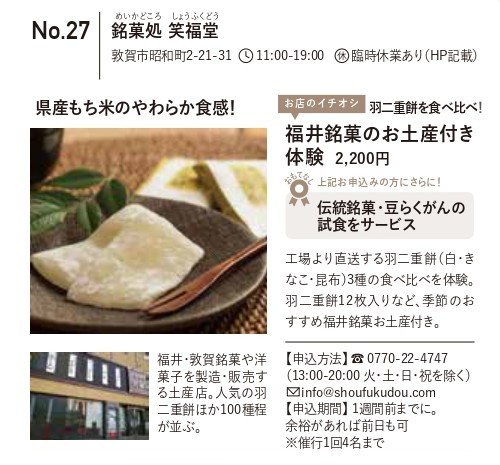 No.27
めいかどころ しょうふくどう
銘菓処 笑福堂
敦賀市昭和町2-21-31 11:00-19:00 休 臨時休業あり(HP記載)
県産もち米のやわらか食感!
お店のイチオシ 羽二重餅を食べ比べ!
福井銘菓のお土産付き
体験 2,200円
おもてなし 上記お申込みの方にさらに!
伝統銘菓・豆らくがんの
試食をサービス
工場より直送する羽二重餅(白・き
なこ・昆布)3種の食べ比べを体験。
羽二重餅12枚入りなど、季節のお
すすめ福井銘菓お土産付き。
福井・敦賀銘菓や洋
菓子を製造・販売す
る土産店。人気の羽
二重餅ほか100種程
が並ぶ。
【申込方法】☎0770-22-4747
(13:00-20:00 火・土・日・祝を除く)
✉info@shoufukudou.com
【申込期間】1週間前までに。
余裕があれば前日も可
※催行1回4名まで